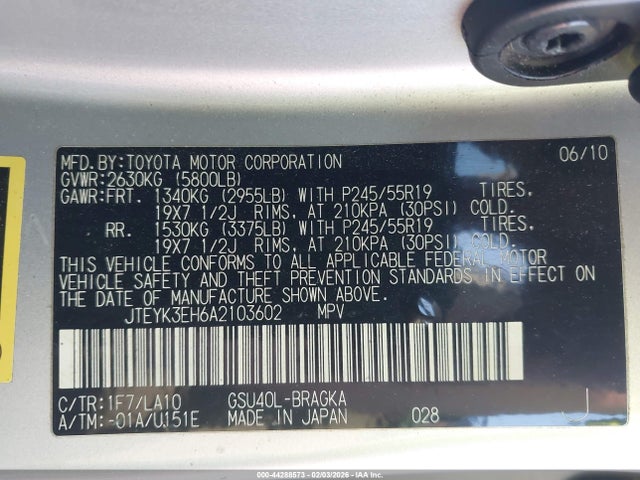 MFD.BY:TOYOTA MOTOR CORPORATION 06/10
GVWR:2630KG (5800LB)
GAWR:FRT. 1340KG (2955LB) WITH P245/55R19 TIRES.
19X7 1/2J RIMS, AT 210KPA (30PSI) COLD.
RR. 1530KG (3375LB) WITH P245/55R19 TIRES.
19X7 1/2J RIMS, AT 210KPA (30PSI) COLD.
THIS VEHICLE CONFORMS TO ALL APPLICABLE FEDERAL MOTOR
VEHICLE SAFETY AND THEFT PREVENTION STANDARDS IN EFFECT ON
THE DATE OF MANUFACTURE SHOWN ABOVE.
JTEYK3EH6A2103602 MPV
C/TR:1F7/LA10 GSU40L-BRAGKA
A/TM:-01A/U151E MADE IN JAPAN 028 J
000-44288573 - 02/03/2026 - IAA Inc.